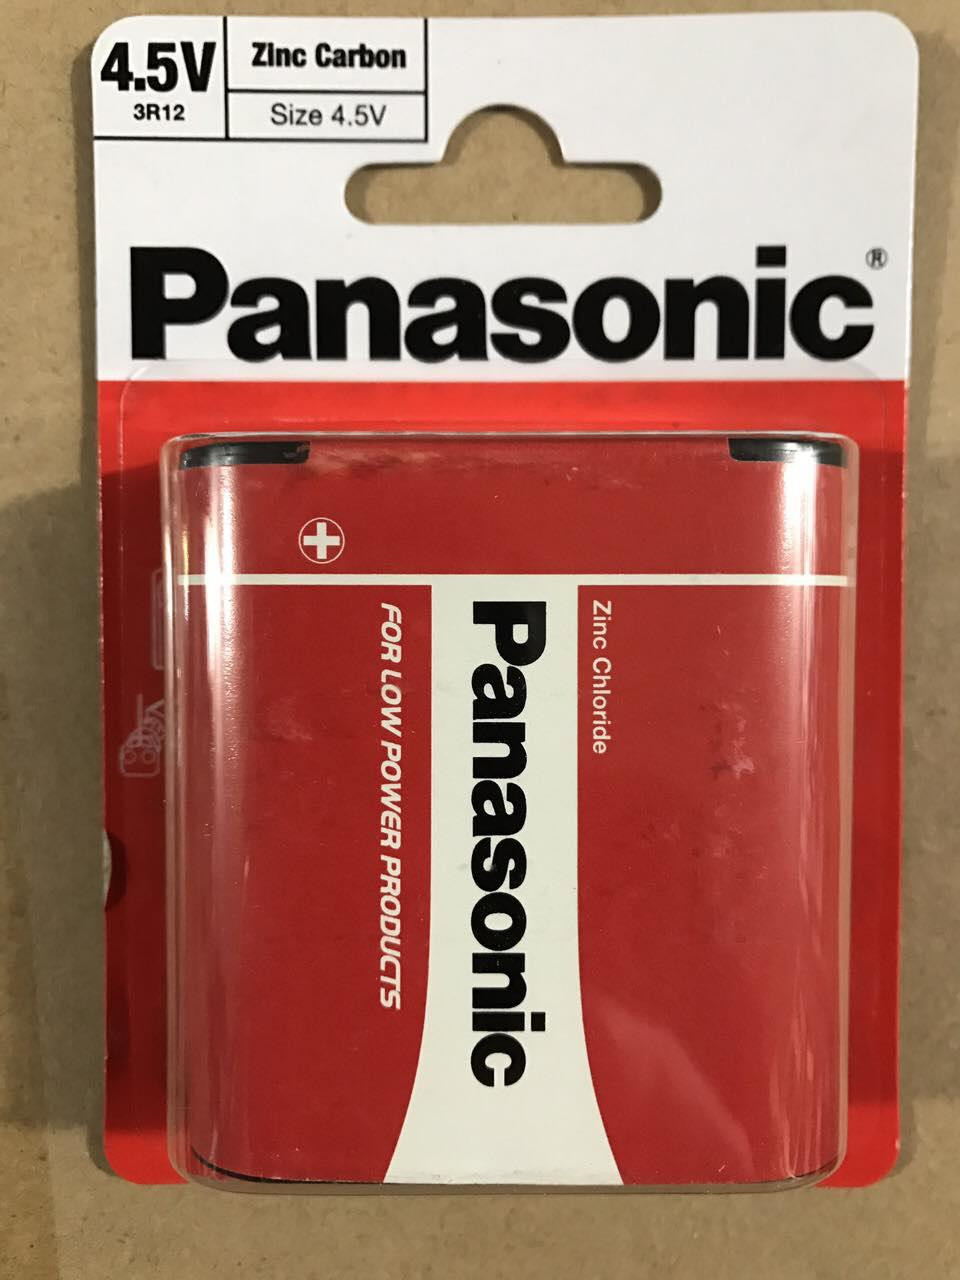 4.5V
3R12
Zinc Carbon
Size 4.5V
Panasonic®
Zinc Chloride
Panasonic
FOR LOW POWER PRODUCTS